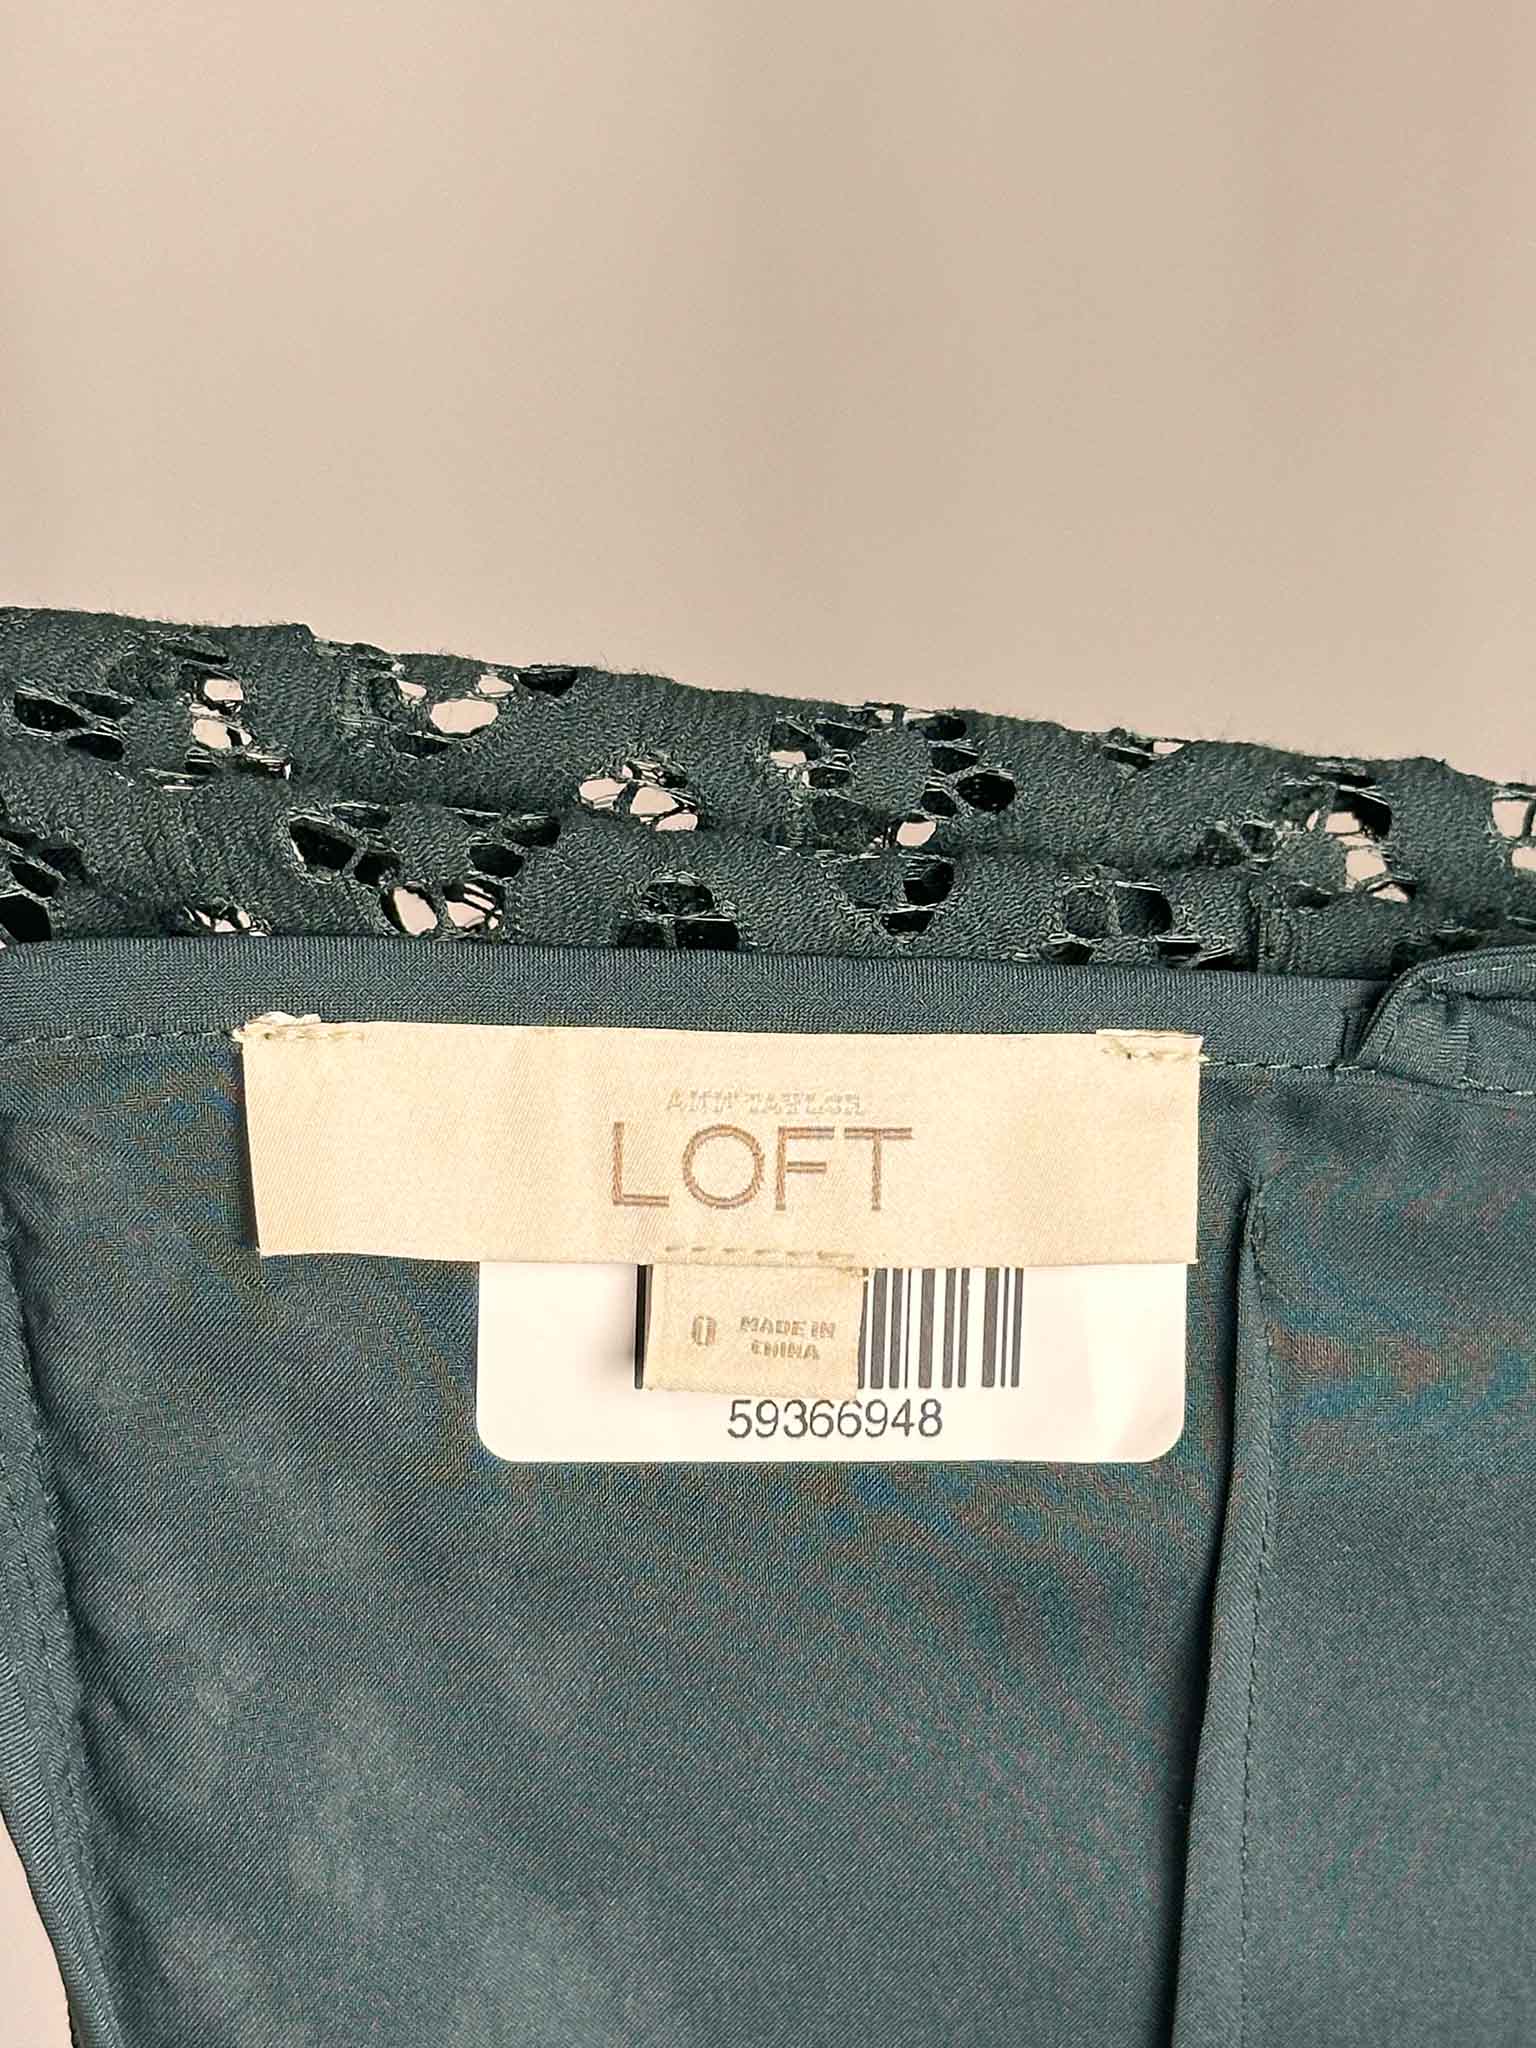 ANN TAYLOR
LOFT
0 MADE IN
CHINA
59366948